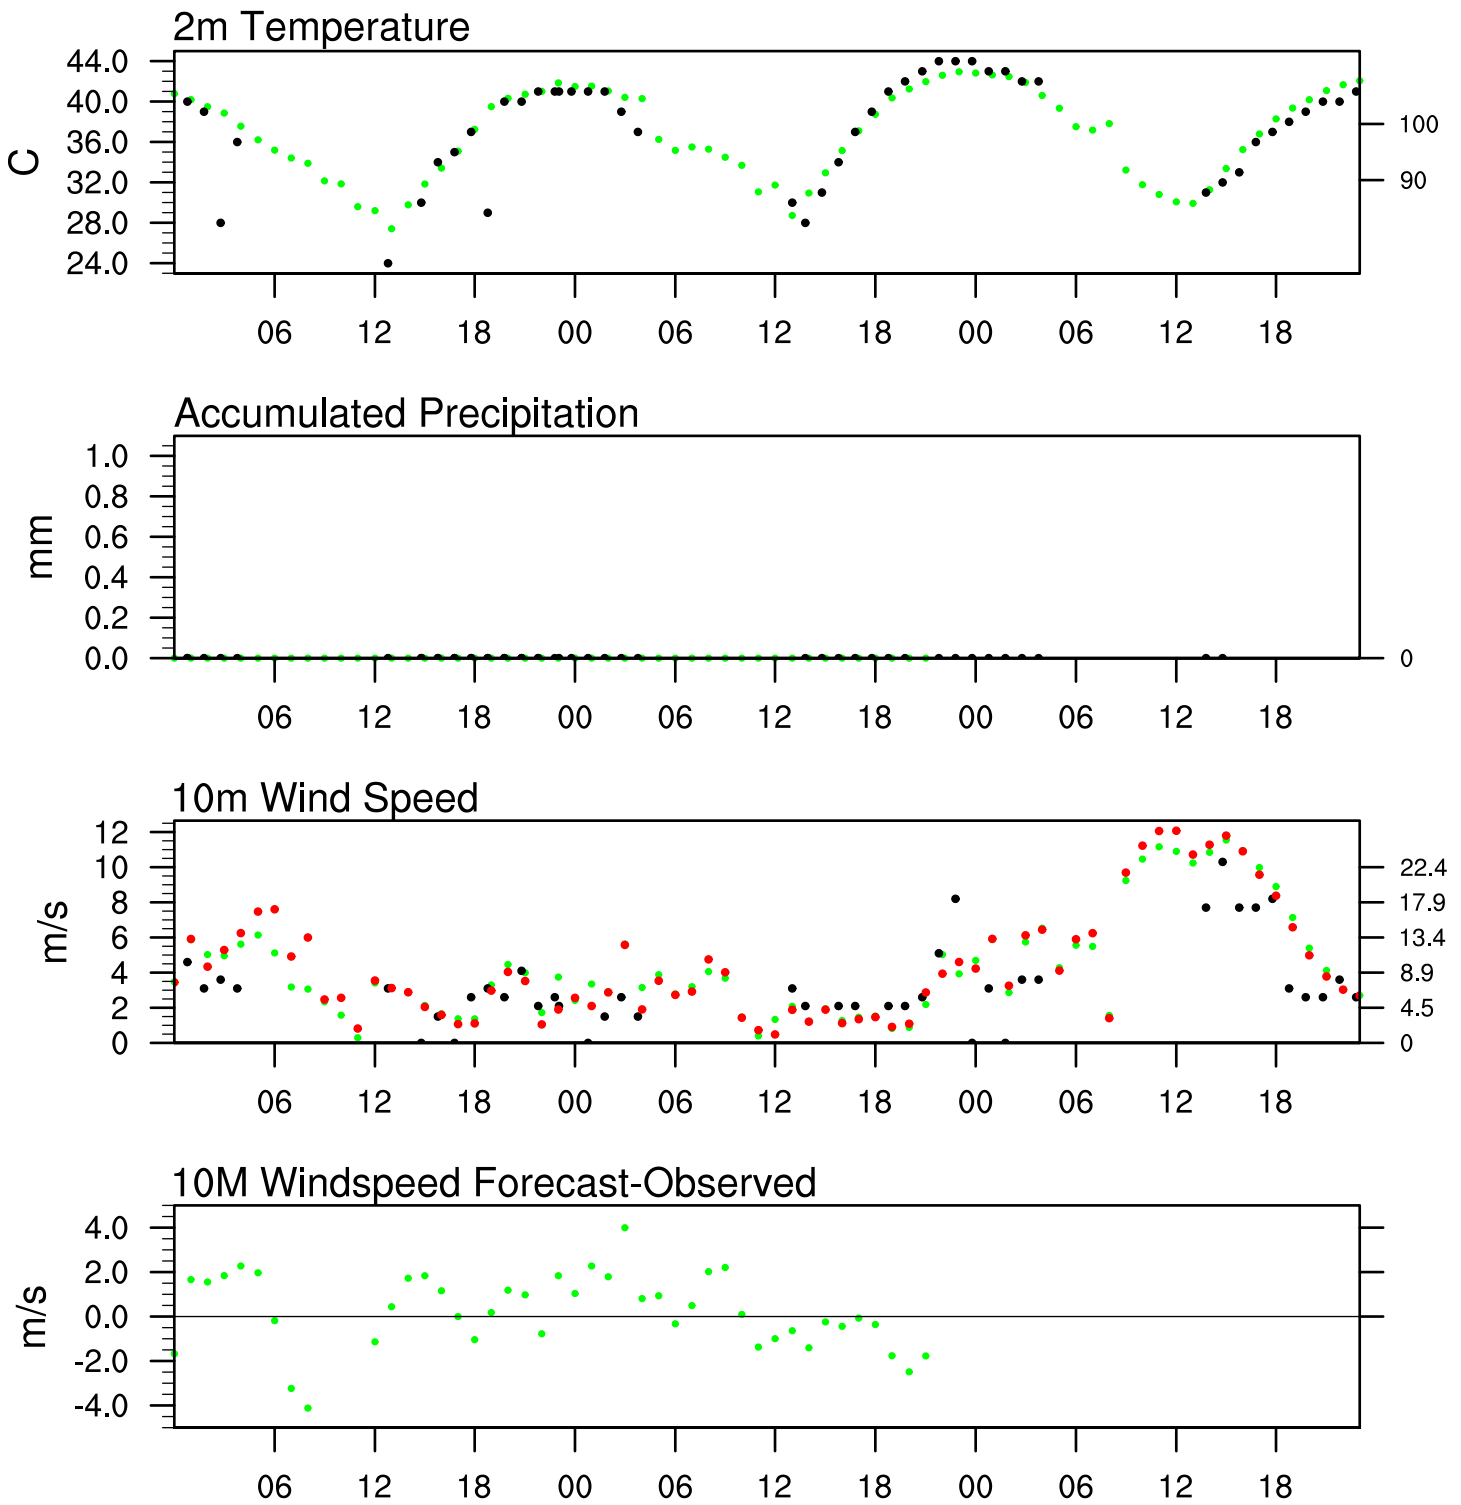 2m Temperature
44.0
40.0
36.0
32.0
28.0
24.0
C
100
90
06 12 18 00 06 12 18 00 06 12 18
Accumulated Precipitation
1.0
0.8
0.6
0.4
0.2
0.0
mm
0
06 12 18 00 06 12 18 00 06 12 18
10m Wind Speed
12
10
8
6
4
2
0
m/s
22.4
17.9
13.4
8.9
4.5
0
06 12 18 00 06 12 18 00 06 12 18
10M Windspeed Forecast-Observed
4.0
2.0
0.0
-2.0
-4.0
m/s
06 12 18 00 06 12 18 00 06 12 18